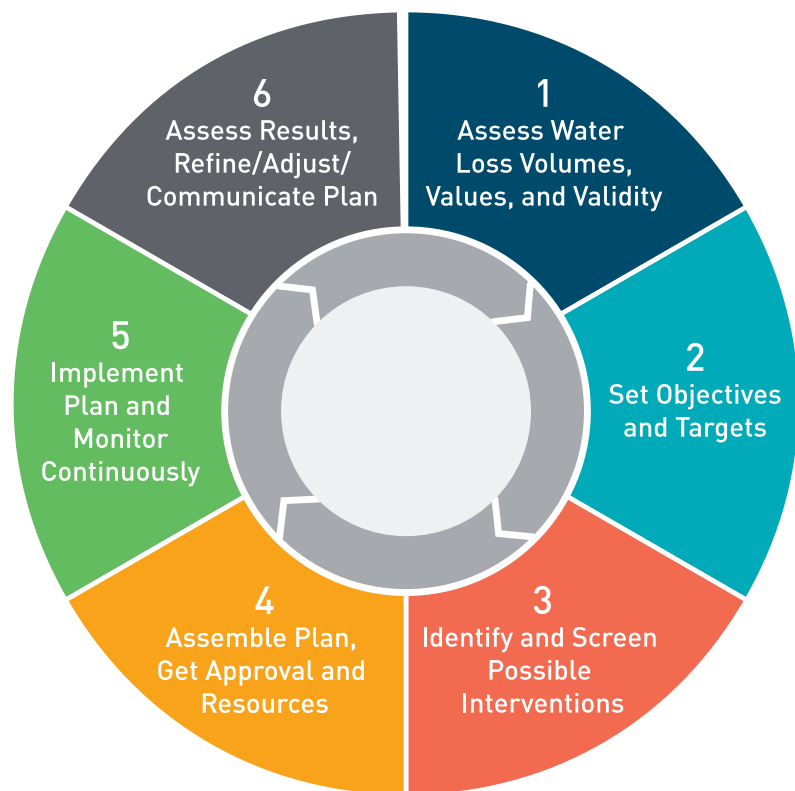 1
Assess Water
Loss Volumes,
Values, and Validity
2
Set Objectives
and Targets
3
Identify and Screen
Possible
Interventions
4
Assemble Plan,
Get Approval and
Resources
5
Implement
Plan and
Monitor
Continuously
6
Assess Results,
Refine/Adjust/
Communicate Plan